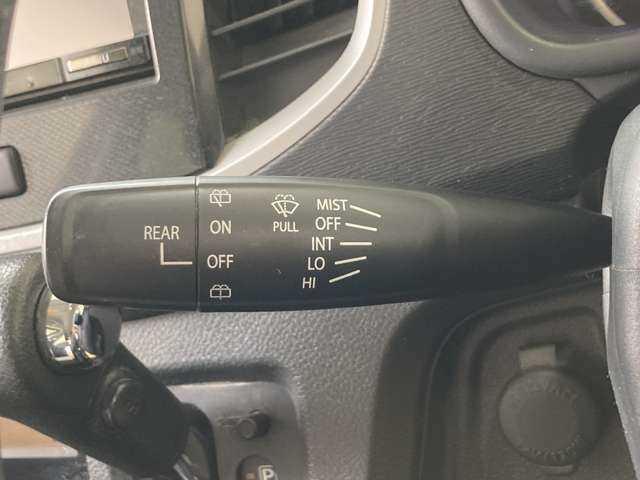 REAR
ON
OFF
PULL
MIST
OFF
INT
LO
HI
P